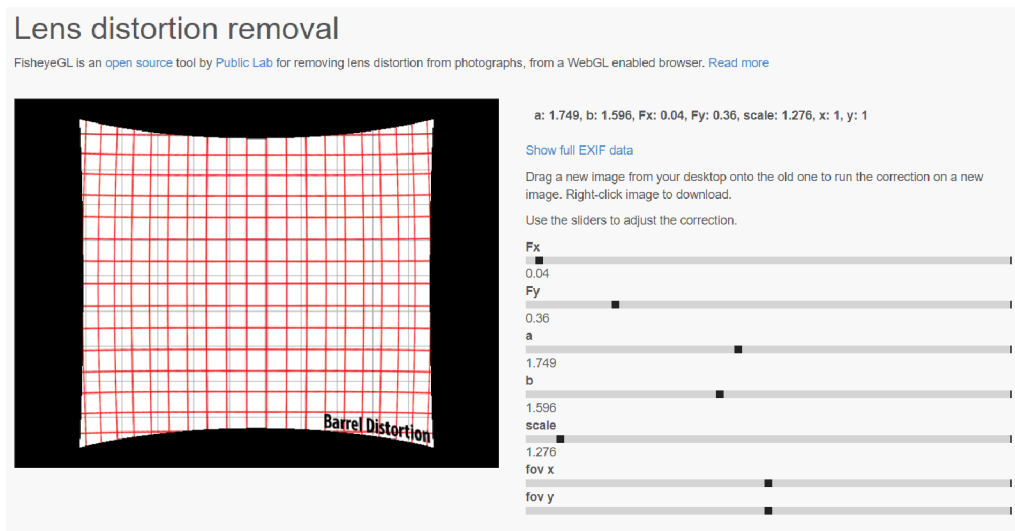 Lens distortion removal
FisheyeGL is an open source tool by Public Lab for removing lens distortion from photographs, from a WebGL enabled browser. Read more
a: 1.749, b: 1.596, Fx: 0.04, Fy: 0.36, scale: 1.276, x: 1, y: 1
Show full EXIF data
Drag a new image from your desktop onto the old one to run the correction on a new
image. Right-click image to download.
Use the sliders to adjust the correction.
Fx
0.04
Fy
0.36
a
1.749
b
1.596
scale
1.276
fov x
fov y
Barrel Distortion